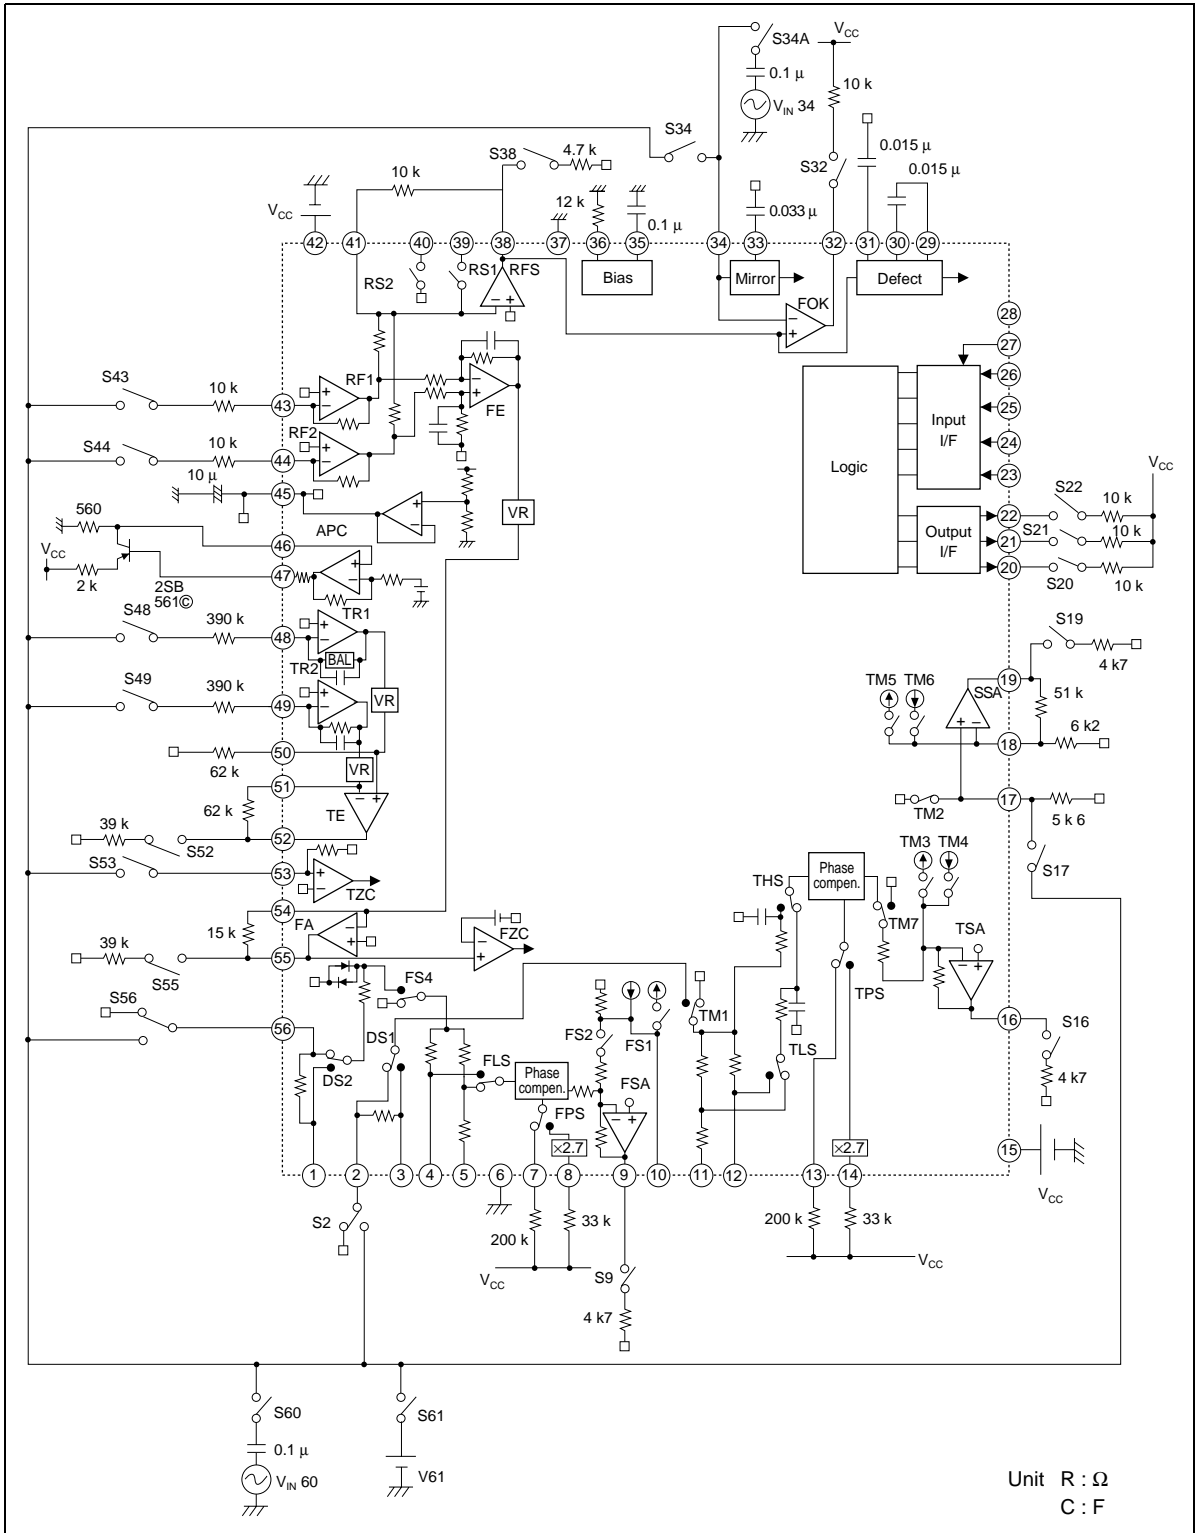 S34A
VCC
0.1 μ
VIN 34
10 k
S34
S38
4.7 k
S32
0.015 μ
0.015 μ
10 k
12 k
0.1 μ
0.033 μ
VCC
42
41
40
39
38
37
36
35
34
33
32
31
30
29
RS2
RS1
RFS
Bias
Mirror
Defect
FOK
28
27
26
25
24
23
22
21
20
Logic
Input
I/F
Output
I/F
VCC
S22
10 k
S21
10 k
S20
10 k
S43
10 k
43
RF1
FE
S44
10 k
44
RF2
10 μ
45
APC
VR
560
46
VCC
2 k
2SB
561©
47
S48
390 k
48
TR1
BAL
TR2
VR
S49
390 k
49
50
62 k
VR
51
62 k
TE
39 k
S52
52
S53
53
TZC
54
15 k
FA
FZC
39 k
S55
55
S56
56
FS4
DS1
DS2
FLS
Phase
compen.
FPS
×2.7
FS2
FS1
FSA
TM1
TLS
THS
Phase
compen.
TM7
TPS
×2.7
TM3
TM4
TSA
TM5
TM6
SSA
19
S19
4 k7
51 k
18
6 k2
TM2
17
5 k 6
S17
16
S16
4 k7
15
VCC
1
2
3
4
5
6
7
8
9
10
11
12
13
14
S2
200 k
33 k
VCC
S9
4 k7
200 k
33 k
VCC
S60
0.1 μ
VIN 60
S61
V61
Unit R : Ω
C : F